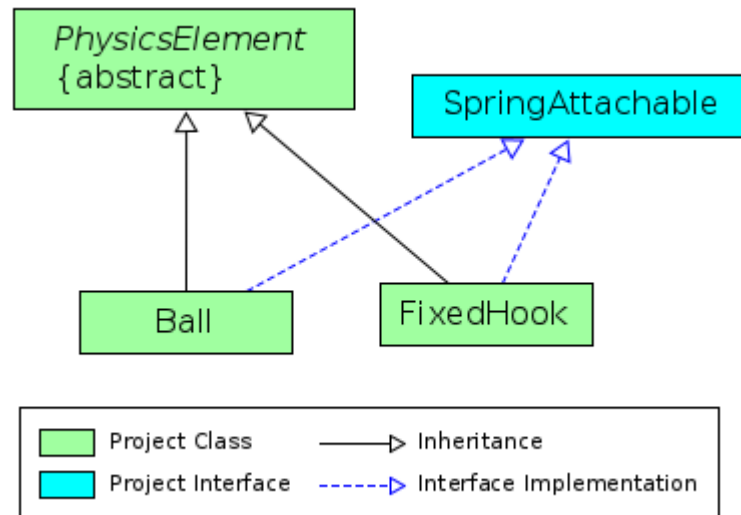 PhysicsElement
{abstract}
SpringAttachable
Ball
FixedHook
Project Class
Inheritance
Project Interface
Interface Implementation